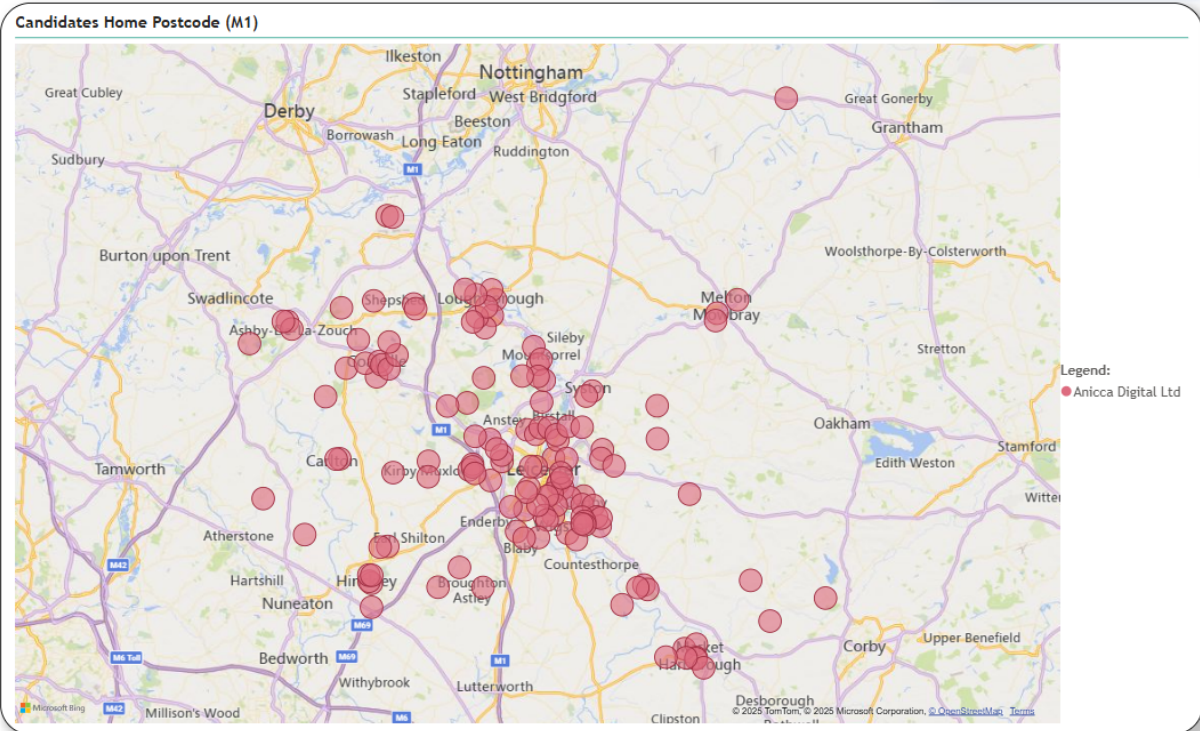 Candidates Home Postcode (M1)
Ilkeston
Nottingham
Great Cubley
Stapleford
West Bridgford
Great Gonerby
Derby
Beeston
Grantham
Borrowash
Long Eaton
Ruddington
Sudbury
M1
Burton upon Trent
Woolsthorpe-By-Colsterworth
Swadlincote
Melton
Mowbray
Sileby
Stretton
Legend:
Anicca Digital Ltd
Anstey
Birstall
M1
Oakham
Stamford
Edith Weston
Tamworth
Enderby
Atherstone
Blaby
Countesthorpe
Hartshill
Broughton
Astley
Nuneaton
M42
M69
Upper Benefield
Corby
M6 Toll
Bedworth
M69
M1
Withybrook
Lutterworth
Desborough
Microsoft Bing
M42
Millison's Wood
M6
Clipston
© 2025 TomTom, © 2025 Microsoft Corporation, © OpenStreetMap Terms